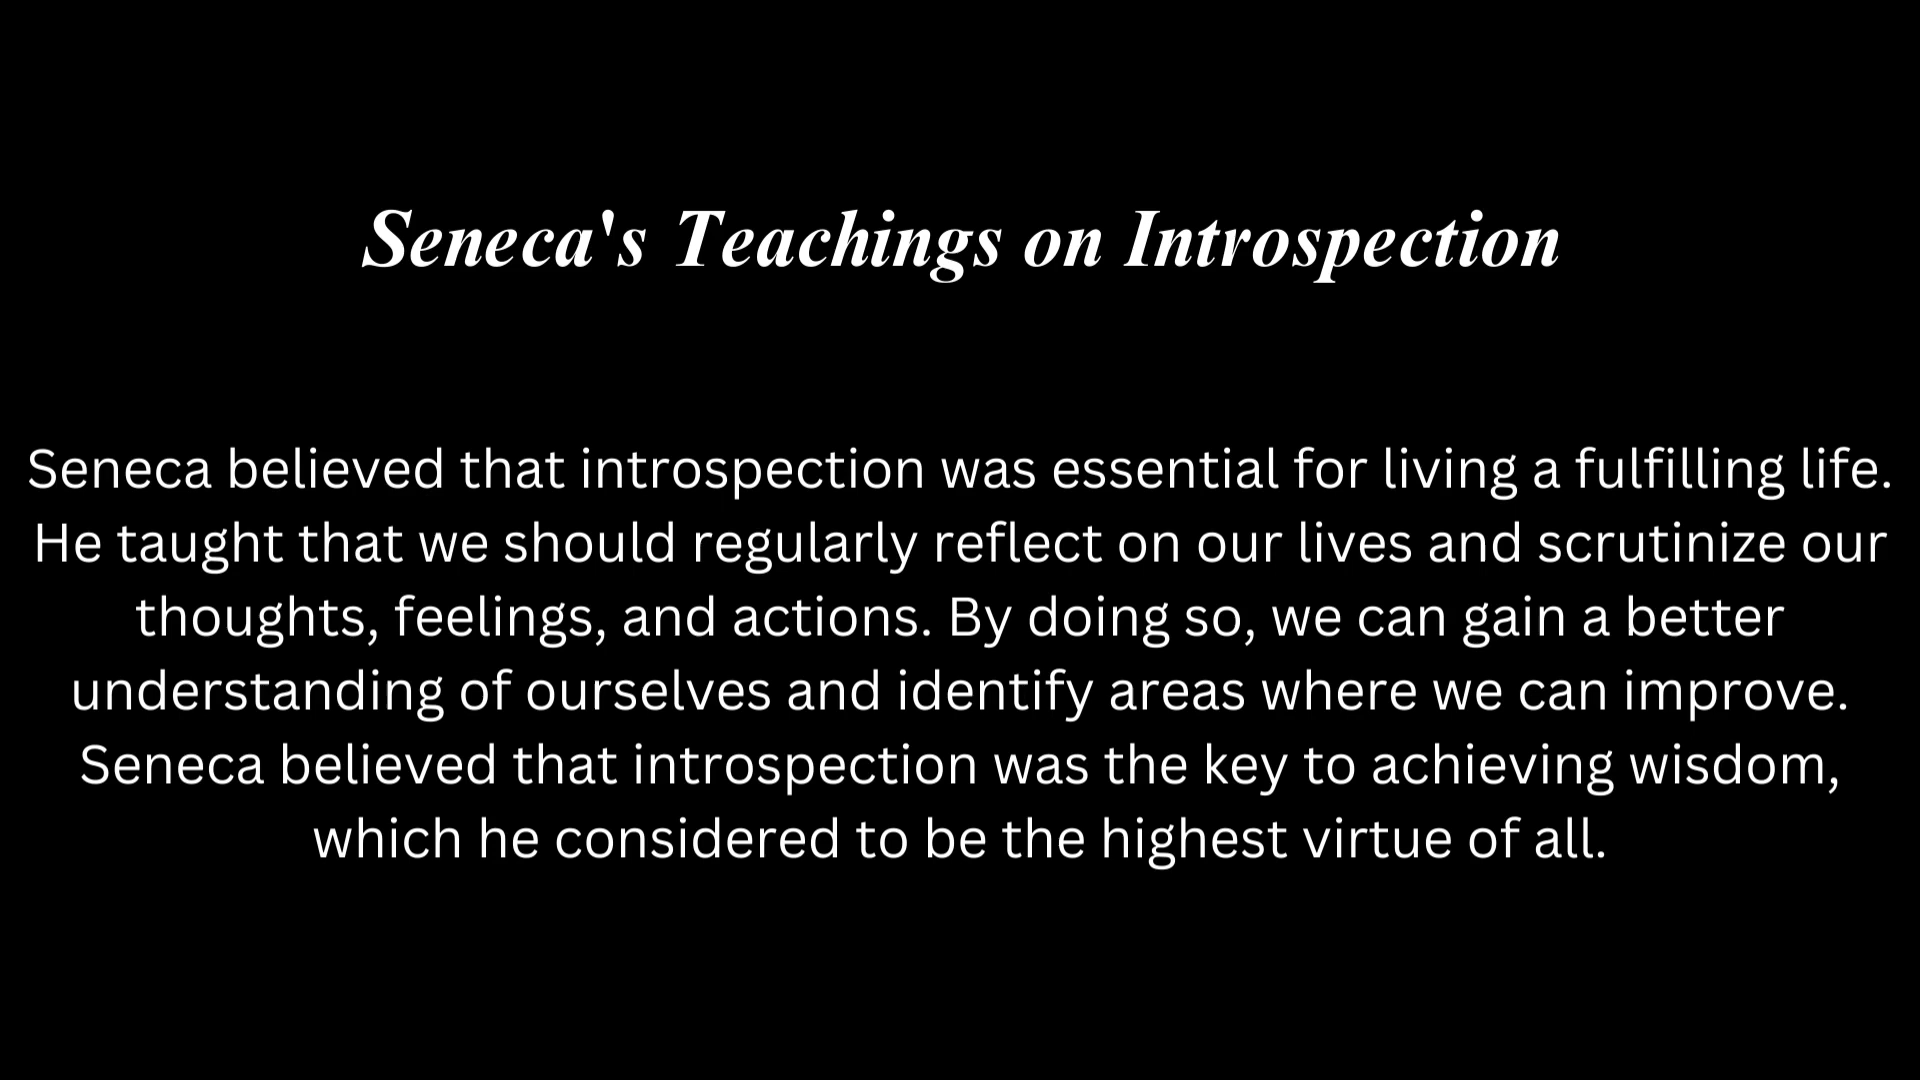 Seneca's Teachings on Introspection
Seneca believed that introspection was essential for living a fulfilling life.
He taught that we should regularly reflect on our lives and scrutinize our
thoughts, feelings, and actions. By doing so, we can gain a better
understanding of ourselves and identify areas where we can improve.
Seneca believed that introspection was the key to achieving wisdom,
which he considered to be the highest virtue of all.